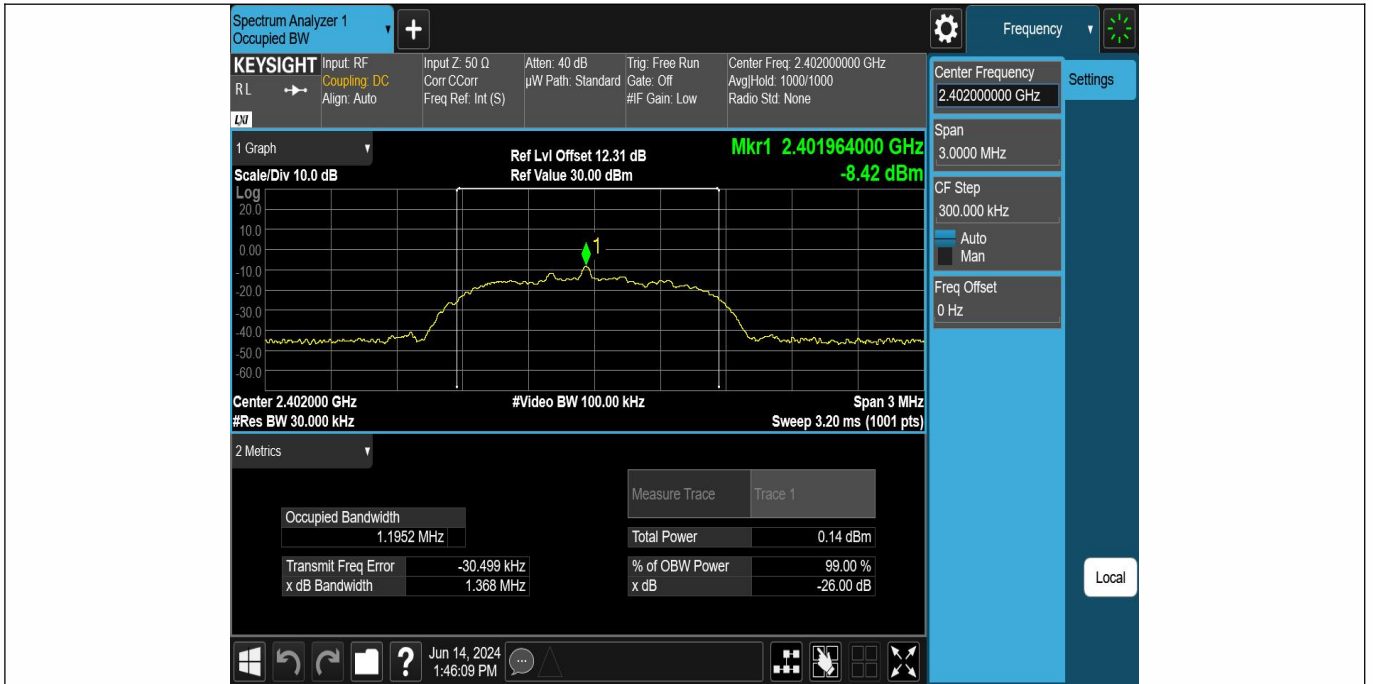 Spectrum Analyzer 1
Occupied BW
Frequency
KEYSIGHT
RL
LXI
Input: RF
Coupling: DC
Align: Auto
Input Z: 50 Ω
Corr CCorr
Freq Ref: Int (S)
Atten: 40 dB
µW Path: Standard
Trig: Free Run
Gate: Off
#IF Gain: Low
Center Freq: 2.402000000 GHz
Avg|Hold: 1000/1000
Radio Std: None
Center Frequency
2.402000000 GHz
Settings
Span
3.0000 MHz
CF Step
300.000 kHz
Auto
Man
Freq Offset
0 Hz
Local
1 Graph
Scale/Div 10.0 dB
Ref Lvl Offset 12.31 dB
Ref Value 30.00 dBm
Mkr1 2.401964000 GHz
-8.42 dBm
Log
20.0
10.0
0.00
-10.0
-20.0
-30.0
-40.0
-50.0
-60.0
1
Center 2.402000 GHz
#Res BW 30.000 kHz
#Video BW 100.00 kHz
Span 3 MHz
Sweep 3.20 ms (1001 pts)
2 Metrics
Measure Trace Trace 1
Occupied Bandwidth
1.1952 MHz
Total Power 0.14 dBm
Transmit Freq Error -30.499 kHz
% of OBW Power 99.00 %
x dB Bandwidth 1.368 MHz
x dB -26.00 dB
Jun 14, 2024
1:46:09 PM